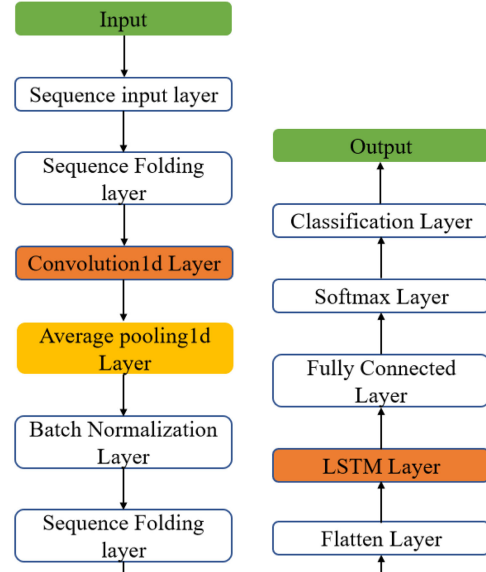 Input
Sequence input layer
Sequence Folding
layer
Convolution1d Layer
Average pooling1d
Layer
Batch Normalization
Layer
Sequence Folding
layer
Output
Classification Layer
Softmax Layer
Fully Connected
Layer
LSTM Layer
Flatten Layer